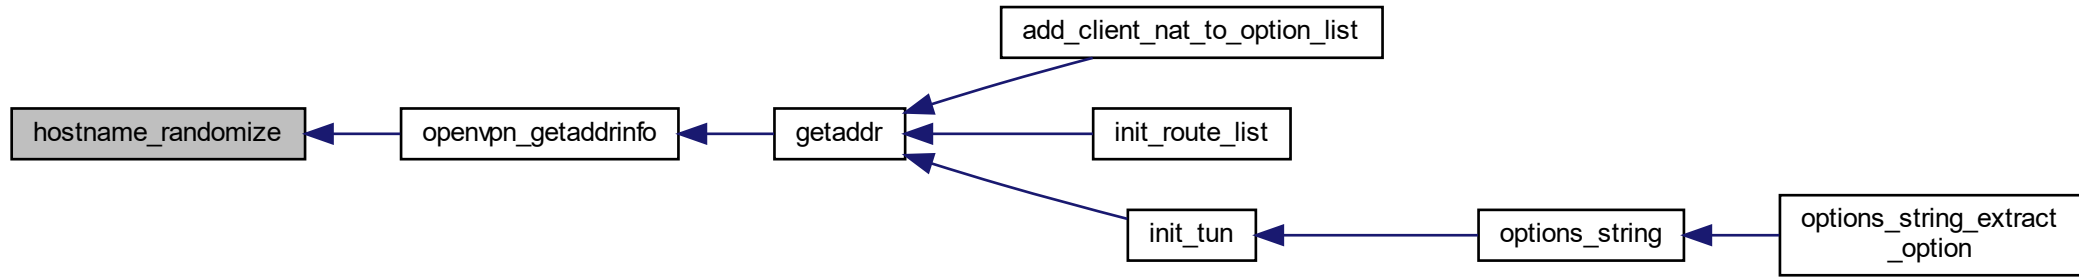 add_client_nat_to_option_list
hostname_randomize
openvpn_getaddrinfo
getaddr
init_route_list
init_tun
options_string
options_string_extract
_option